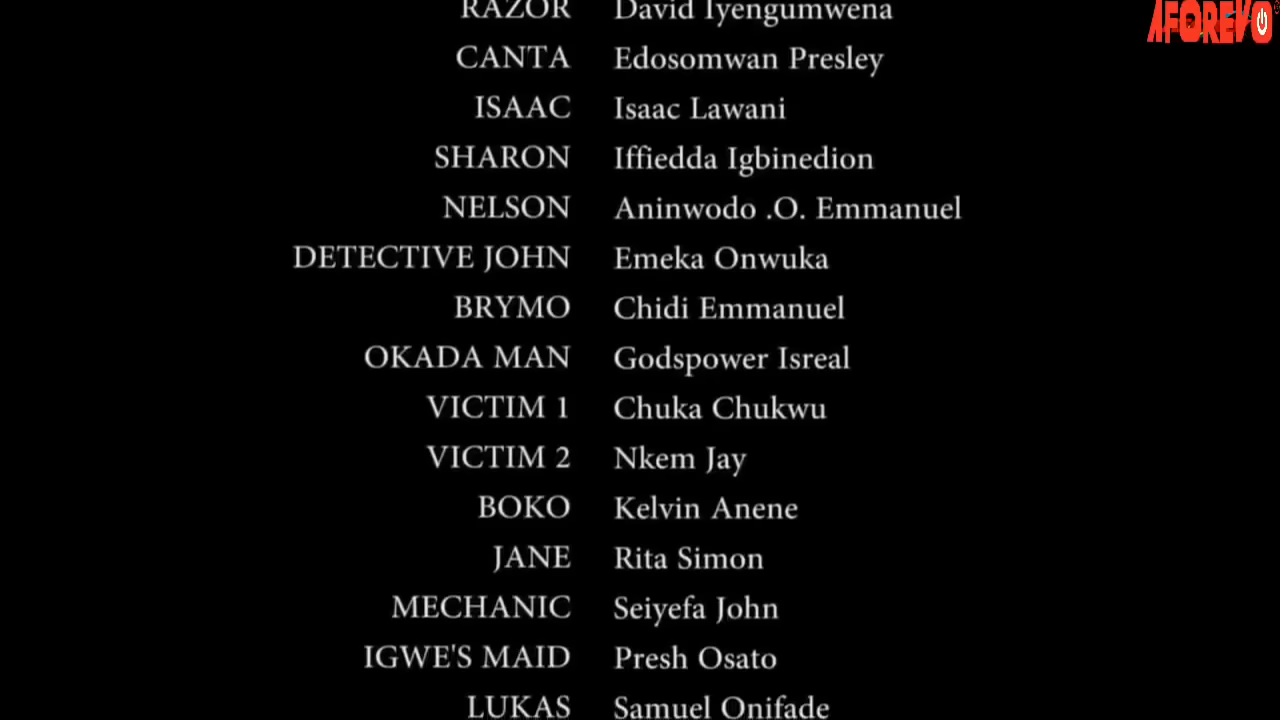 AFOREVO
RAZOR David Iyengumwena
CANTA Edosomwan Presley
ISAAC Isaac Lawani
SHARON Iffiedda Igbinedion
NELSON Aninwodo .O. Emmanuel
DETECTIVE JOHN Emeka Onwuka
BRYMO Chidi Emmanuel
OKADA MAN Godspower Isreal
VICTIM 1 Chuka Chukwu
VICTIM 2 Nkem Jay
BOKO Kelvin Anene
JANE Rita Simon
MECHANIC Seiyefa John
IGWE'S MAID Presh Osato
LUKAS Samuel Onifade